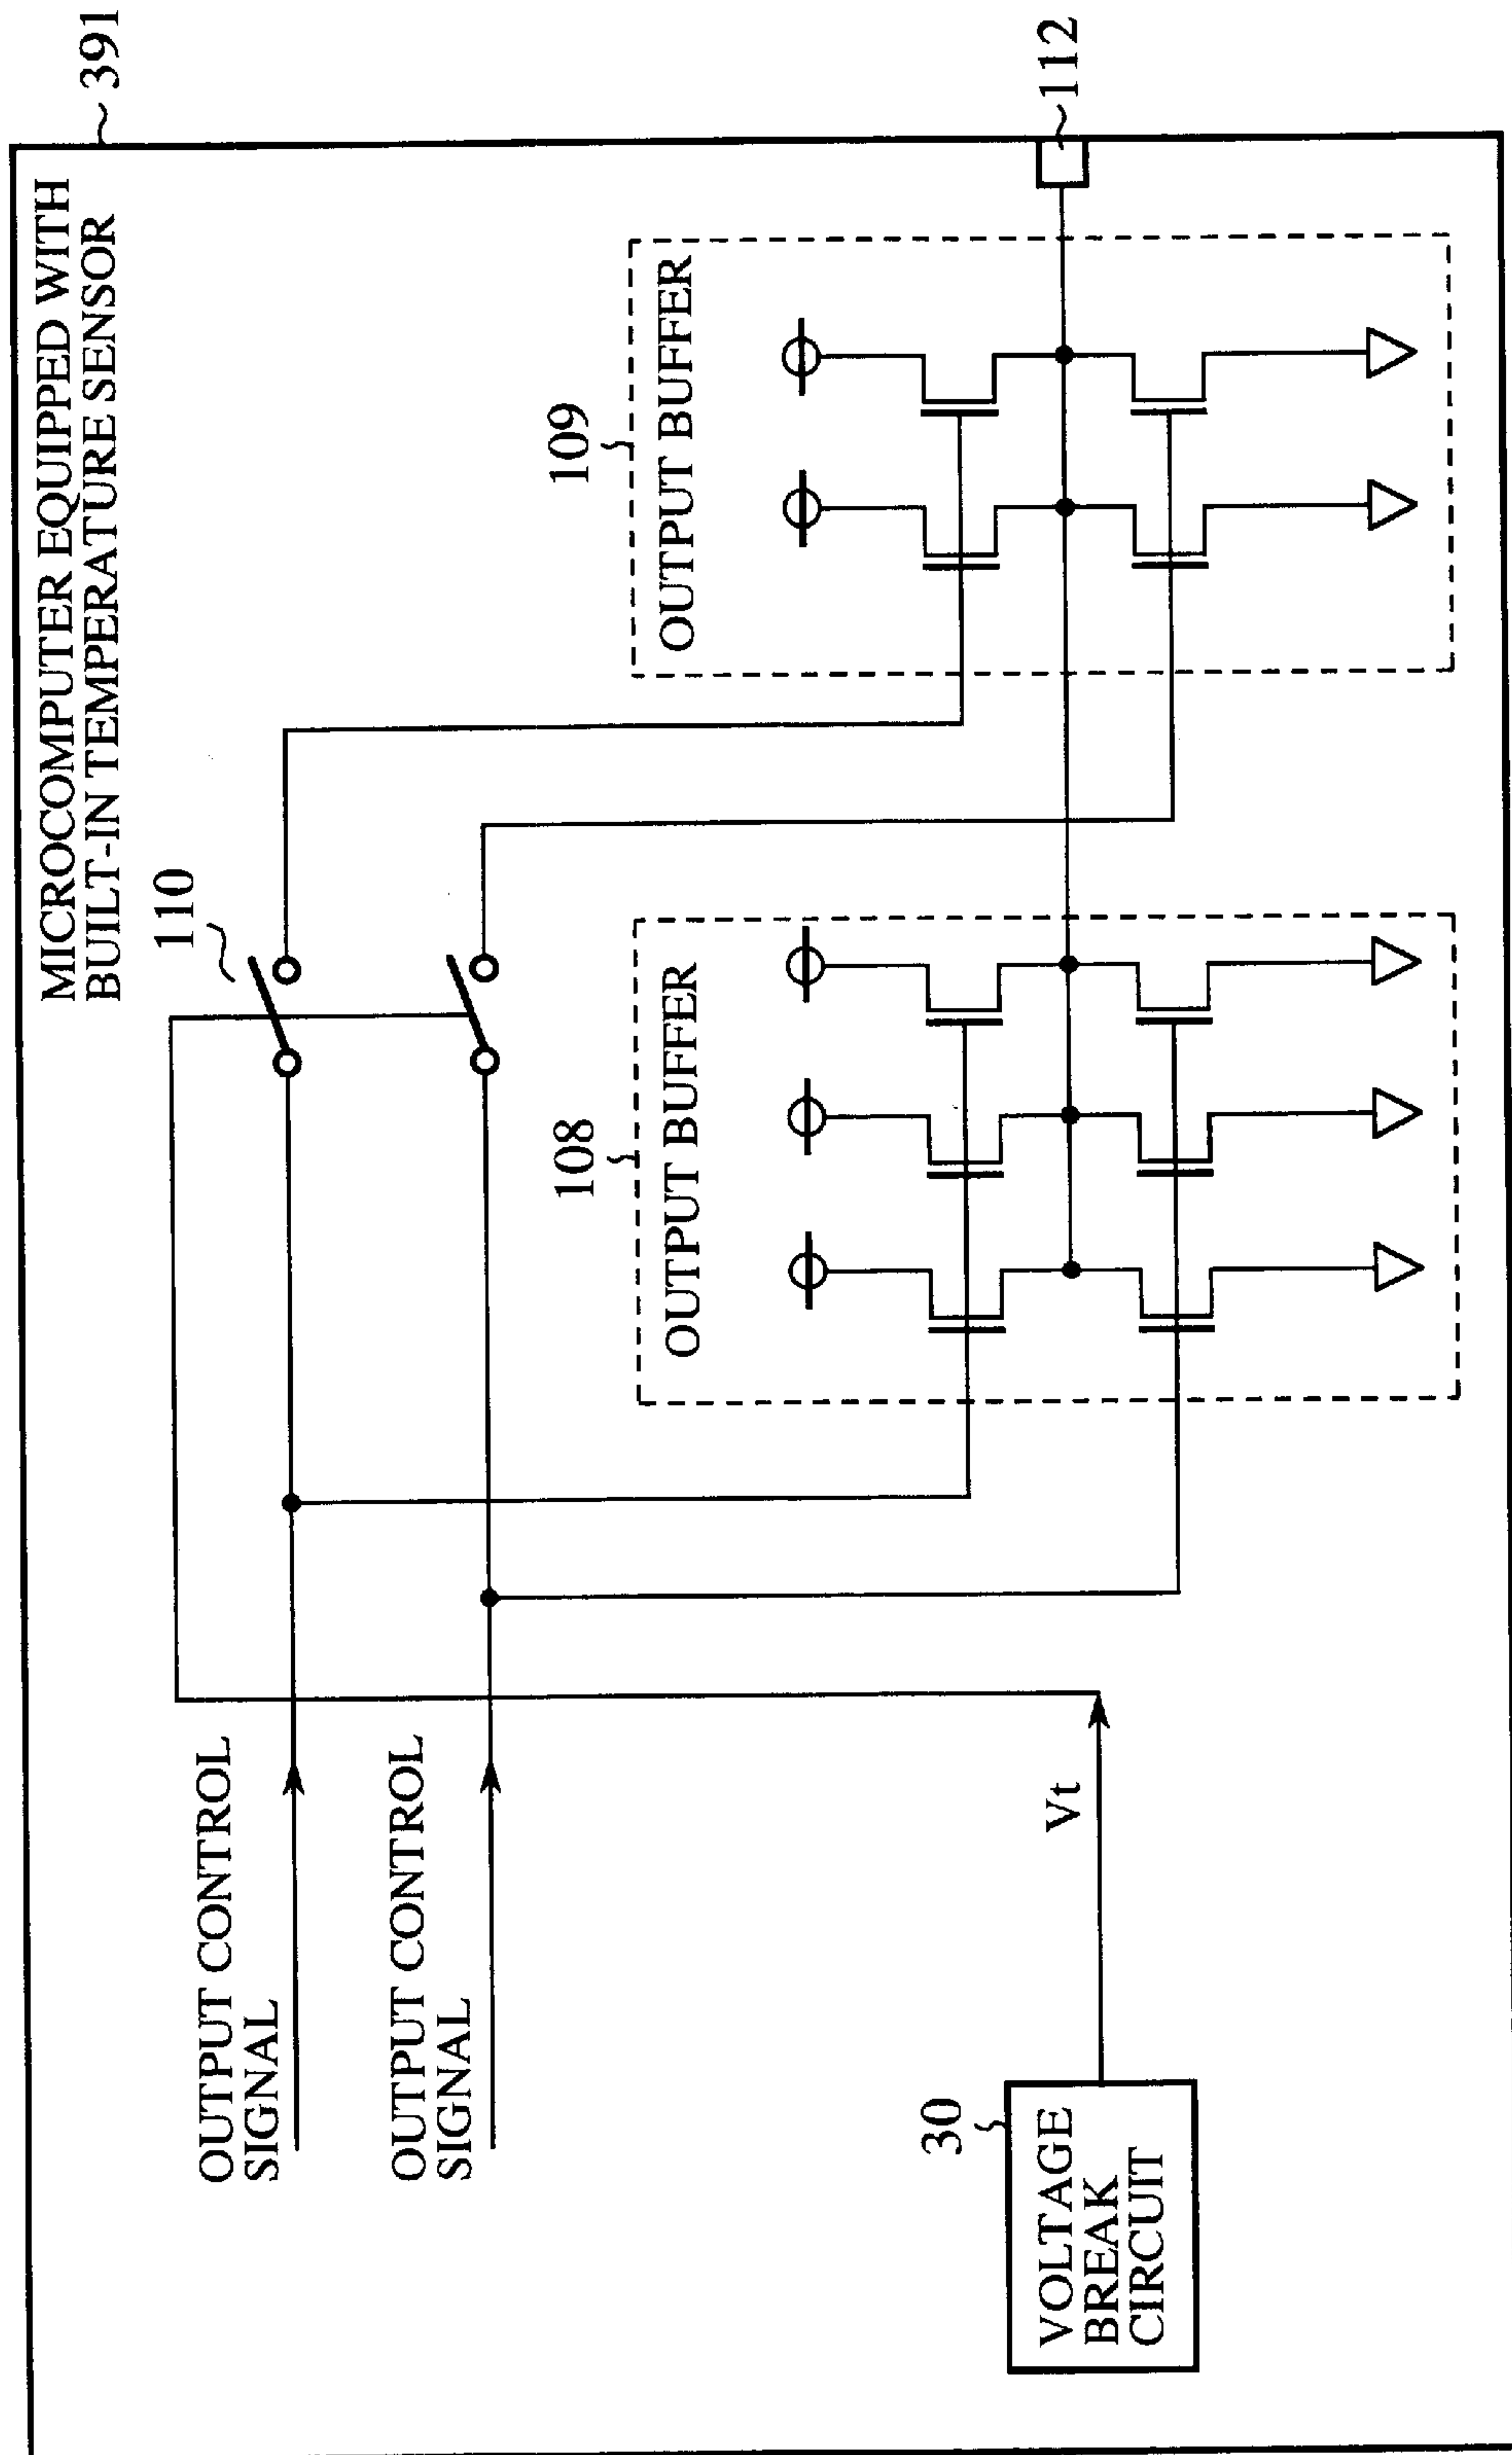 MICROCOMPUTER EQUIPPED WITH
BUILT-IN TEMPERATURE SENSOR
391
110
OUTPUT CONTROL
SIGNAL
OUTPUT CONTROL
SIGNAL
108
OUTPUT BUFFER
109
OUTPUT BUFFER
112
30
VOLTAGE
BREAK
CIRCUIT
Vt